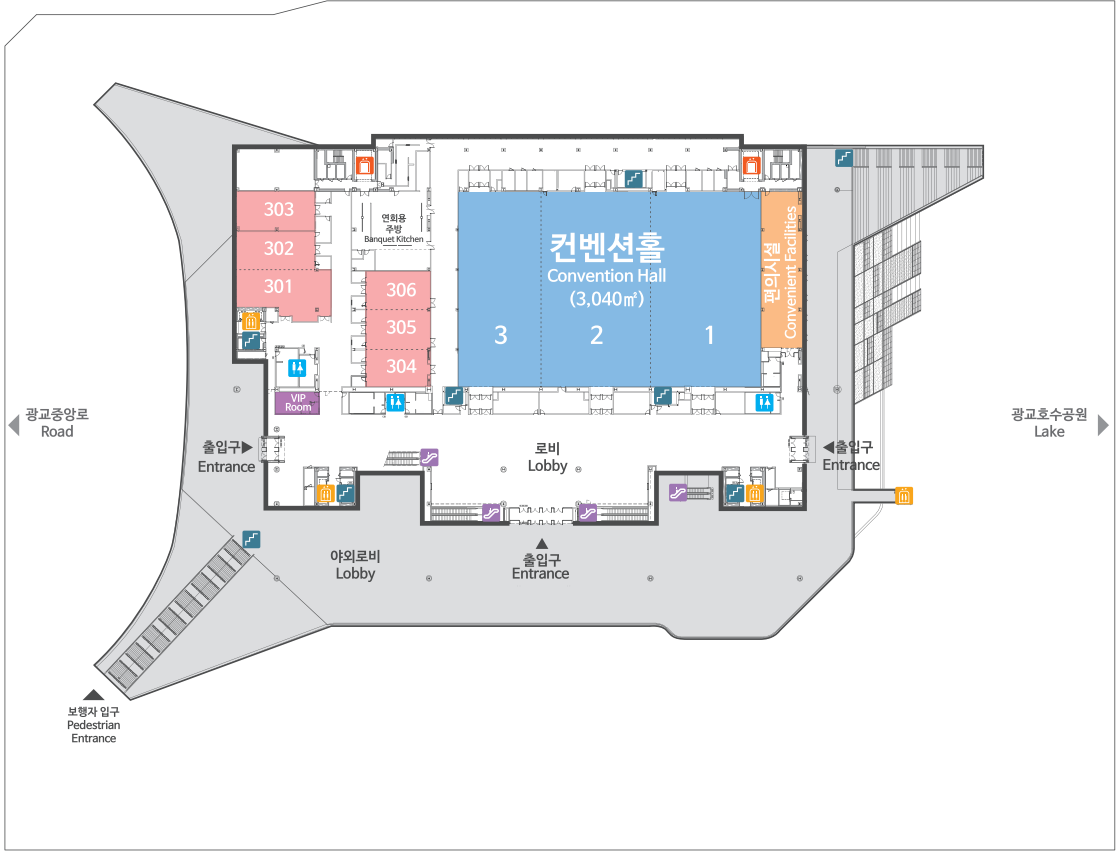 303
302
301
연회용
주방
Banquet Kitchen
306
305
304
컨벤션홀
Convention Hall
(3,040㎡)
3
2
1
편의시설
Convenient Facilities
VIP
Room
광교중앙로
Road
출입구
Entrance
로비
Lobby
출입구
Entrance
광교호수공원
Lake
출입구
Entrance
야외로비
Lobby
보행자 입구
Pedestrian
Entrance